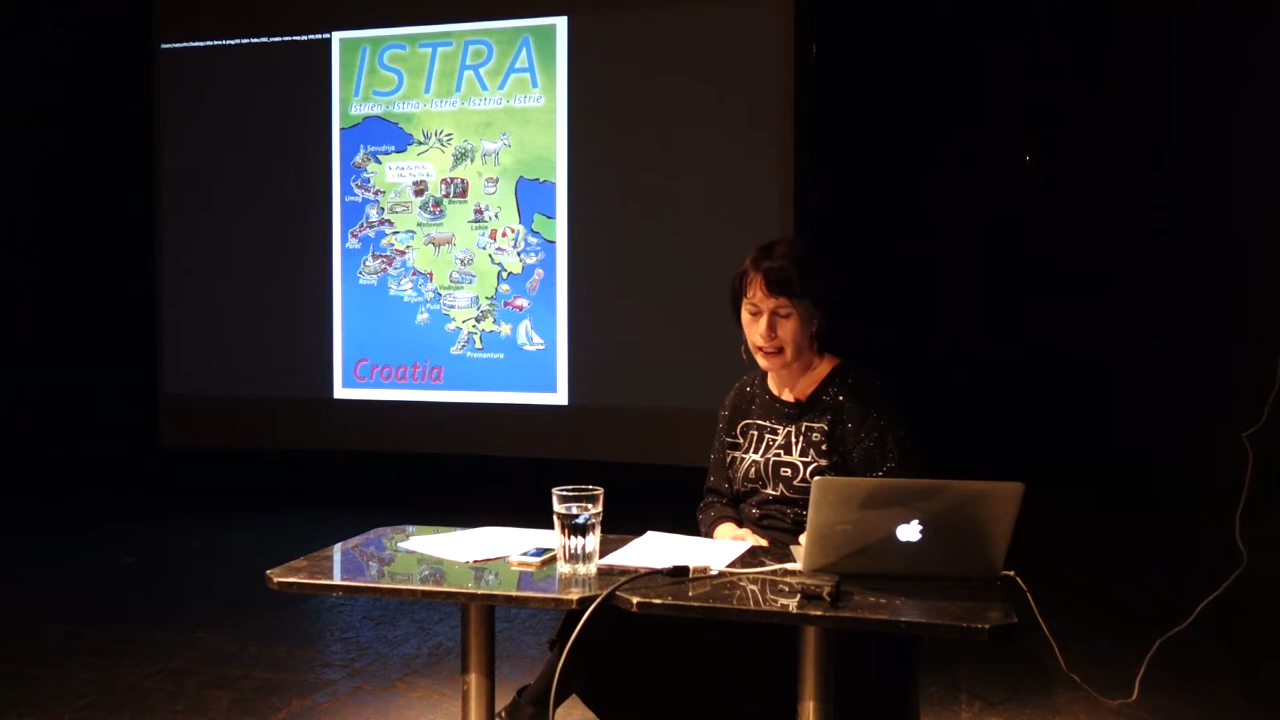 ISTRA
Istrien • Istria • Istrie • Isztria • Istrie
Savudrija
Umag
Beram
Motovun
Labin
Poreč
Rovinj
Vodnjan
Brijuni
Pula
Premantura
Croatia
STAR
WARS